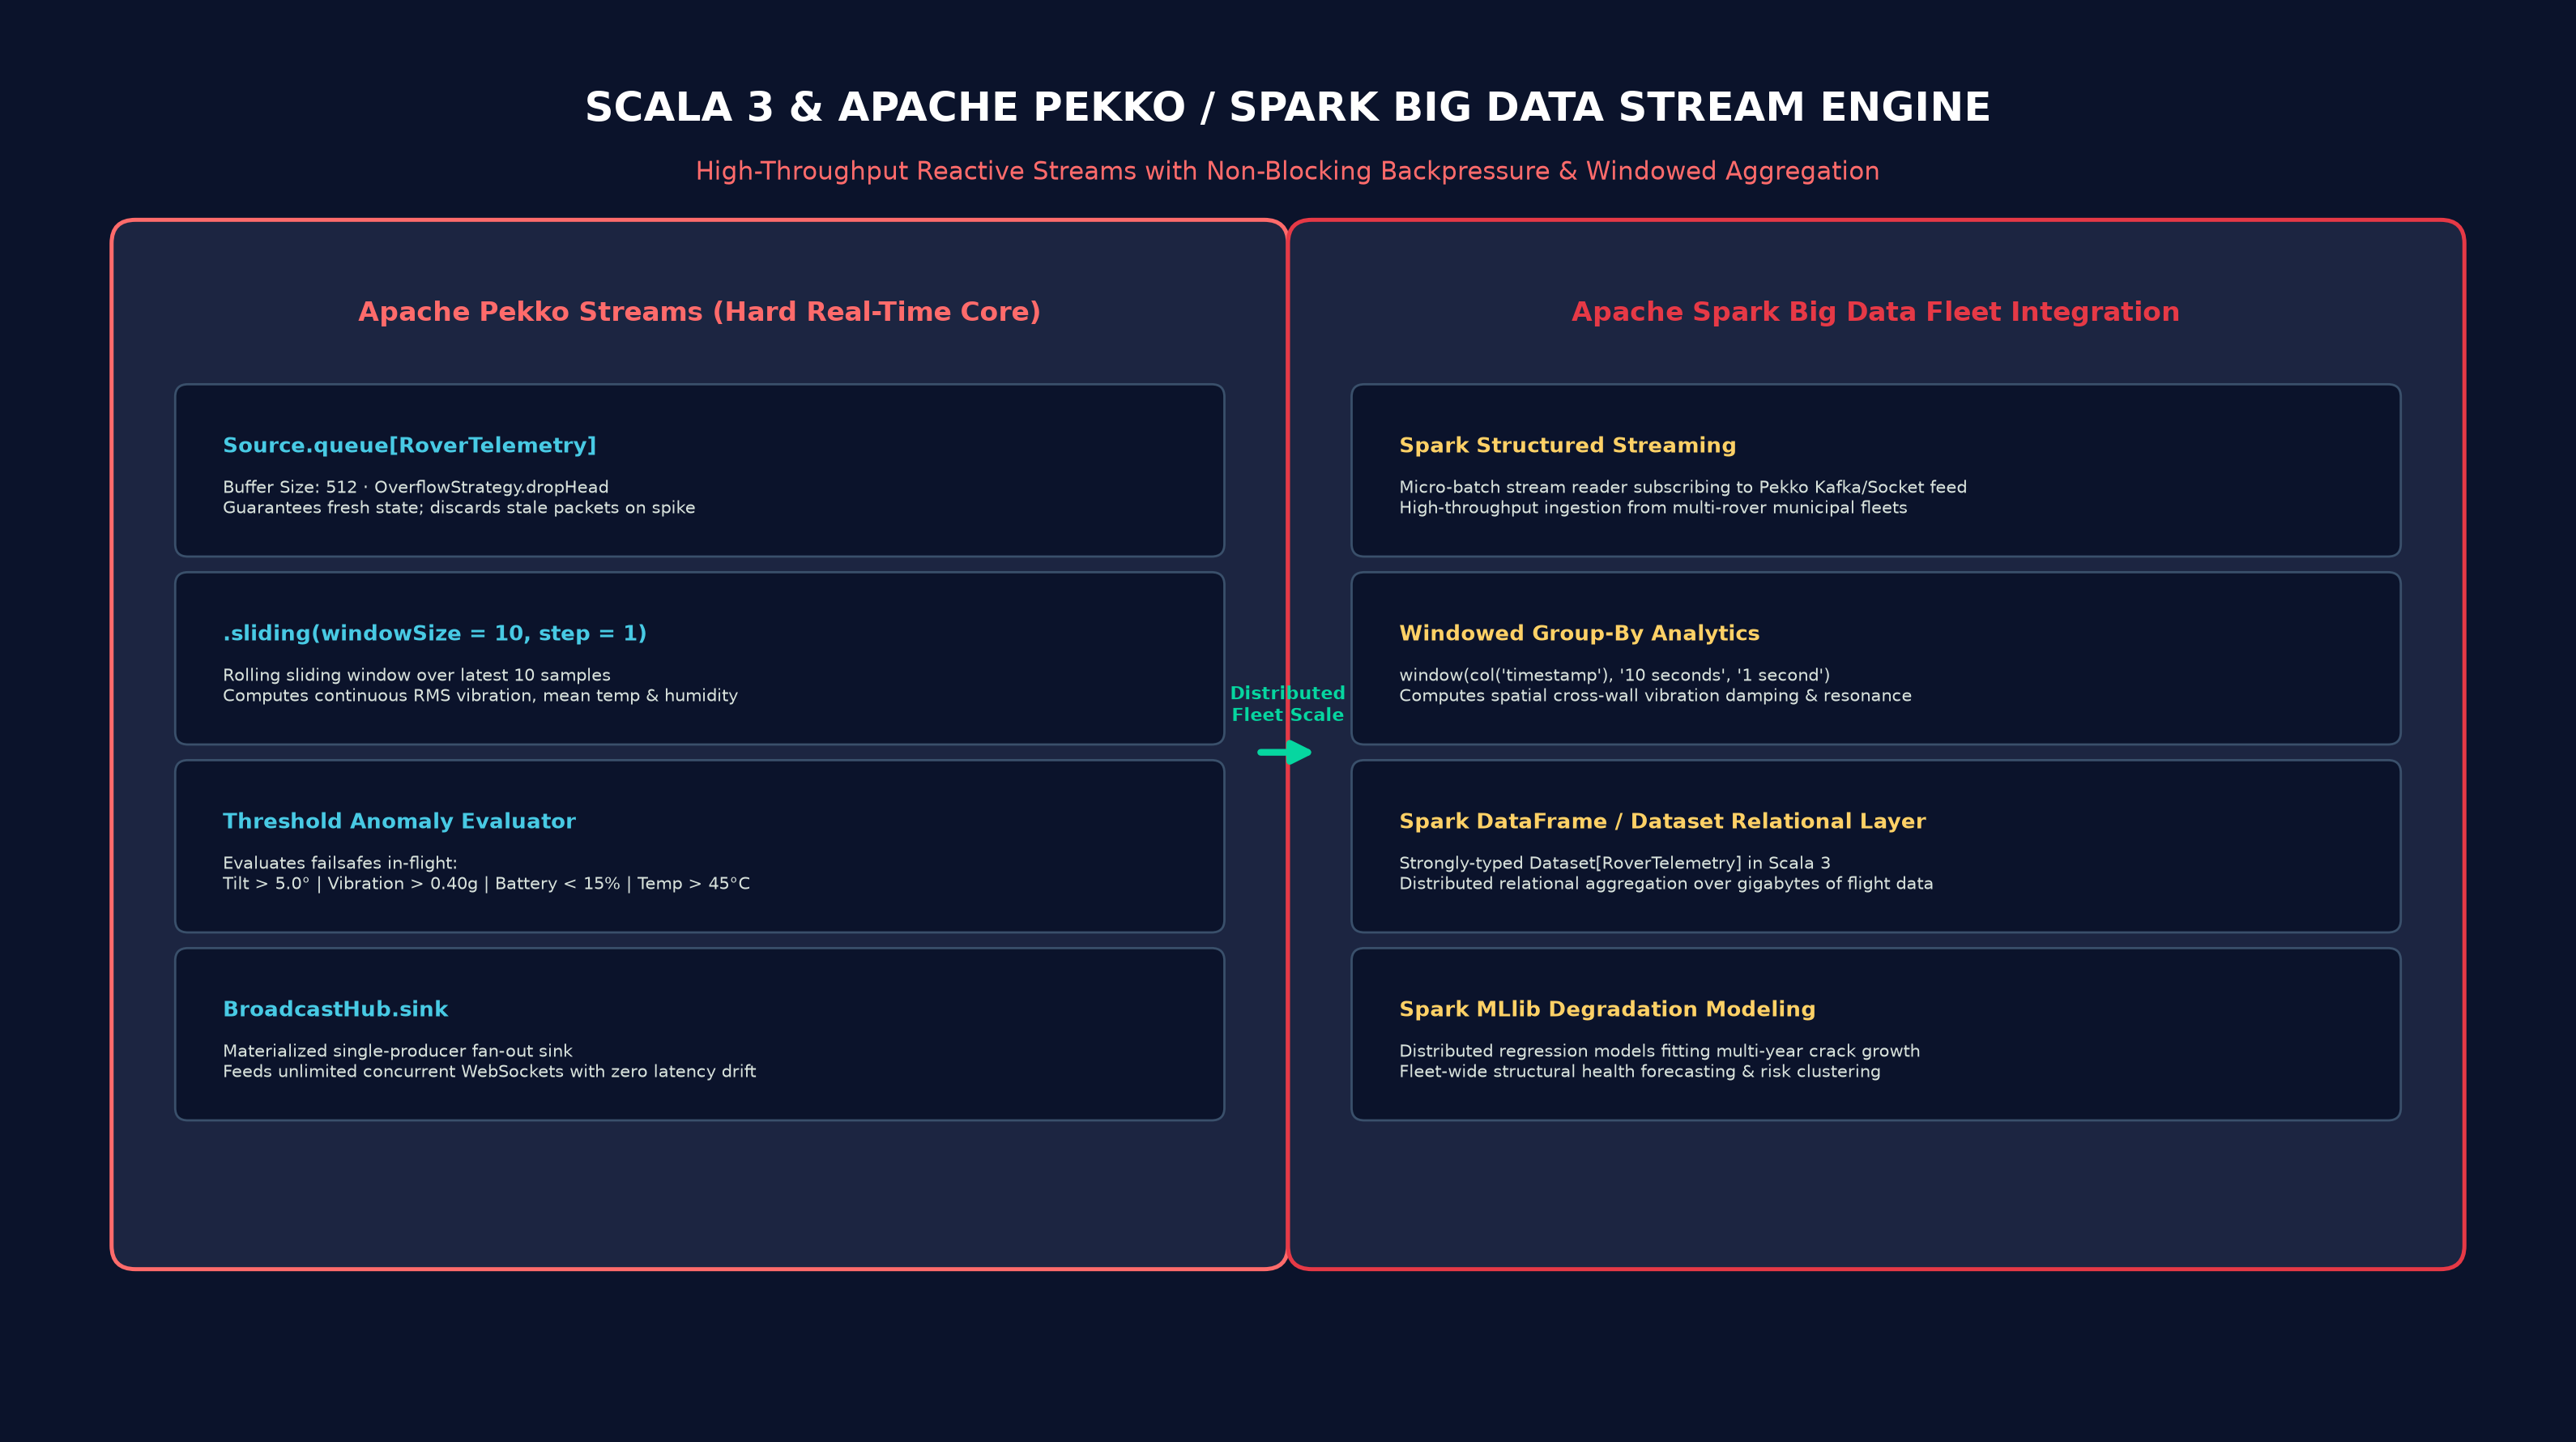 SCALA 3 & APACHE PEKKO / SPARK BIG DATA STREAM ENGINE
High-Throughput Reactive Streams with Non-Blocking Backpressure & Windowed Aggregation
Apache Pekko Streams (Hard Real-Time Core)
Source.queue[RoverTelemetry]
Buffer Size: 512 · OverflowStrategy.dropHead
Guarantees fresh state; discards stale packets on spike
.sliding(windowSize = 10, step = 1)
Rolling sliding window over latest 10 samples
Computes continuous RMS vibration, mean temp & humidity
Threshold Anomaly Evaluator
Evaluates failsafes in-flight:
Tilt > 5.0° | Vibration > 0.40g | Battery < 15% | Temp > 45°C
BroadcastHub.sink
Materialized single-producer fan-out sink
Feeds unlimited concurrent WebSockets with zero latency drift
Distributed
Fleet Scale
Apache Spark Big Data Fleet Integration
Spark Structured Streaming
Micro-batch stream reader subscribing to Pekko Kafka/Socket feed
High-throughput ingestion from multi-rover municipal fleets
Windowed Group-By Analytics
window(col('timestamp'), '10 seconds', '1 second')
Computes spatial cross-wall vibration damping & resonance
Spark DataFrame / Dataset Relational Layer
Strongly-typed Dataset[RoverTelemetry] in Scala 3
Distributed relational aggregation over gigabytes of flight data
Spark MLlib Degradation Modeling
Distributed regression models fitting multi-year crack growth
Fleet-wide structural health forecasting & risk clustering